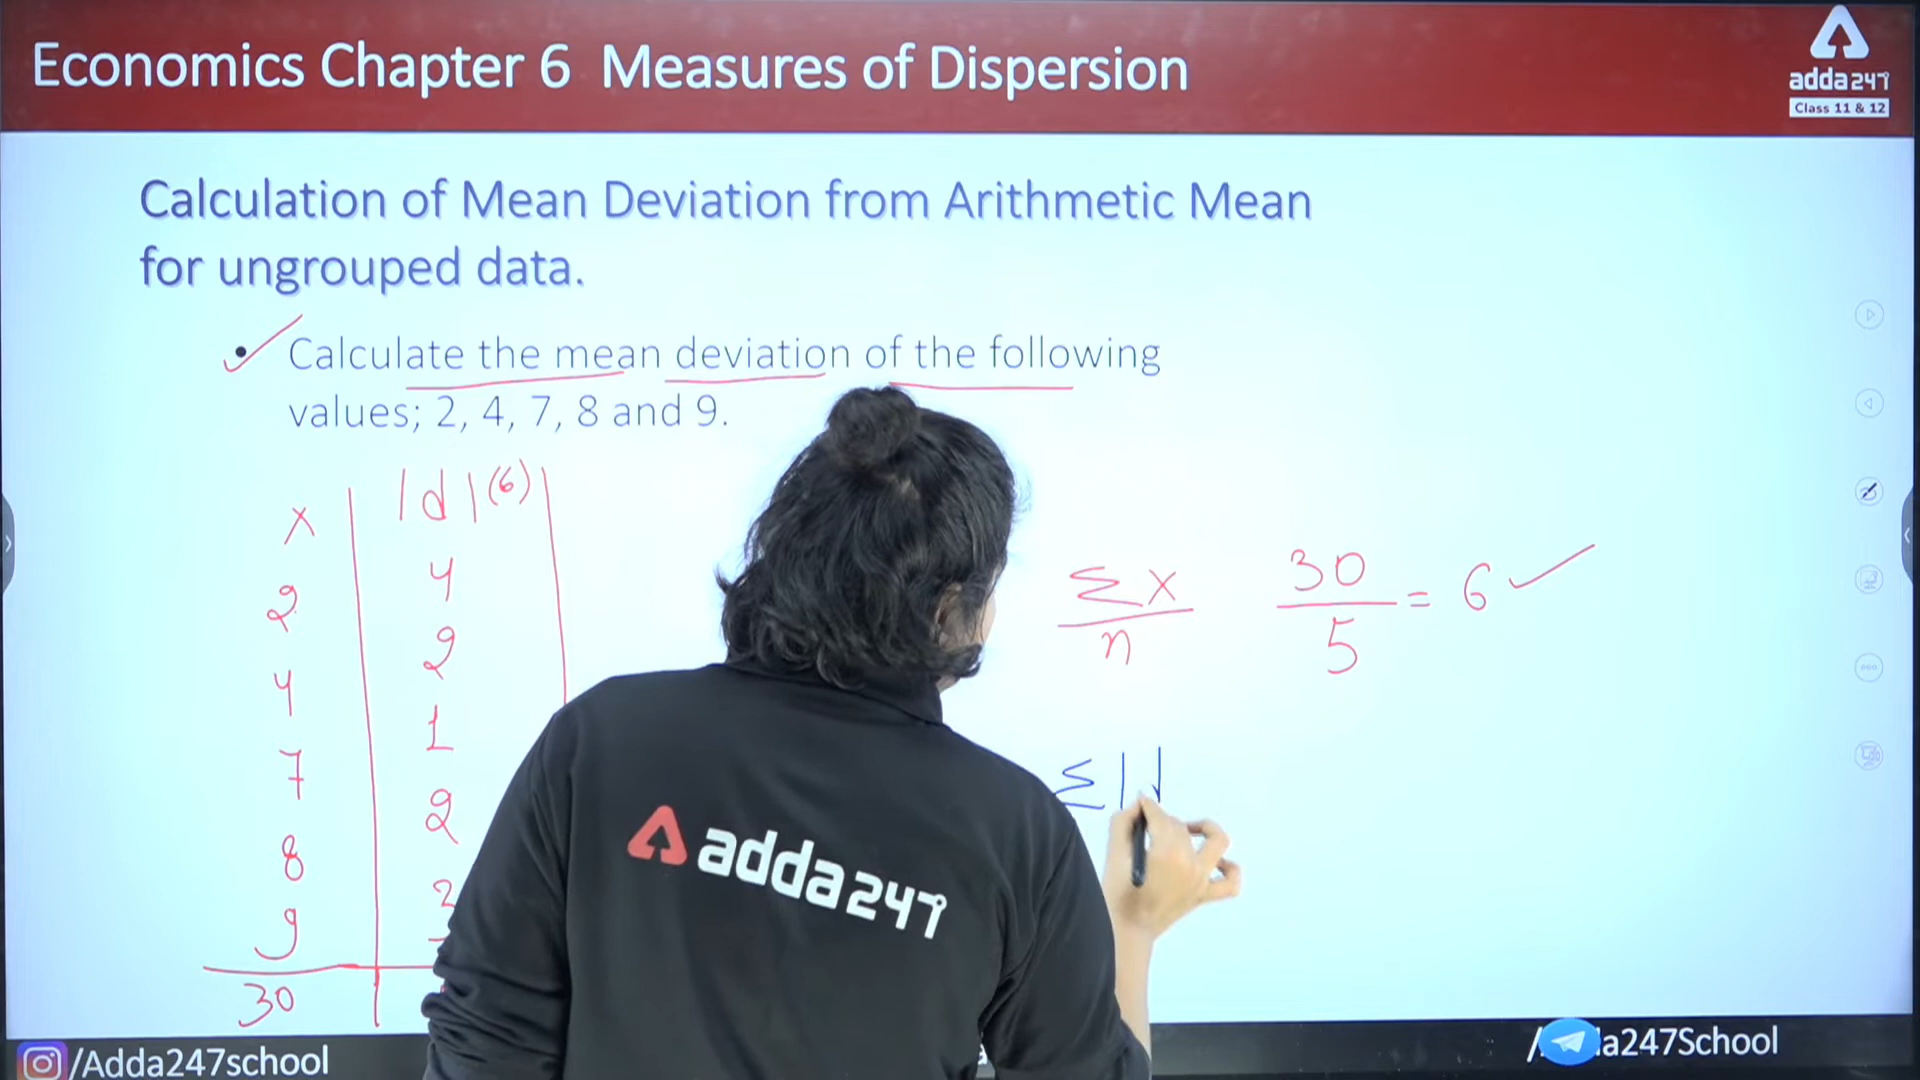 Economics Chapter 6 Measures of Dispersion
adda247
Class 11 & 12
Calculation of Mean Deviation from Arithmetic Mean
for ungrouped data.
• Calculate the mean deviation of the following
values; 2, 4, 7, 8 and 9.
x |d| (6)
2 4
4 2
7 1
8 2
9 3
30
Σx/n 30/5 = 6 ✓
Σ|
adda247
/Adda247school
a247School